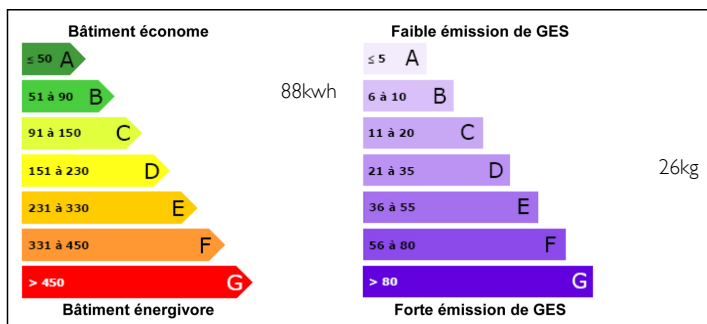 Bâtiment économe
≤ 50 A
51 à 90 B
88kwh
91 à 150 C
151 à 230 D
231 à 330 E
331 à 450 F
> 450 G
Bâtiment énergivore
Faible émission de GES
≤ 5 A
6 à 10 B
11 à 20 C
21 à 35 D
26kg
36 à 55 E
56 à 80 F
> 80 G
Forte émission de GES